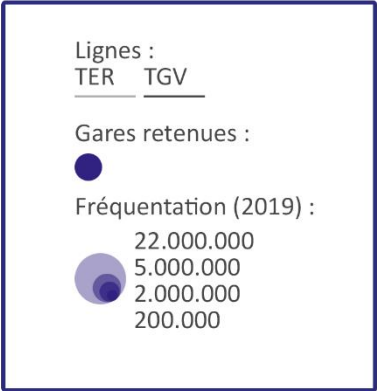 Lignes :
TER TGV
Gares retenues :
Fréquentation (2019) :
22.000.000
5.000.000
2.000.000
200.000